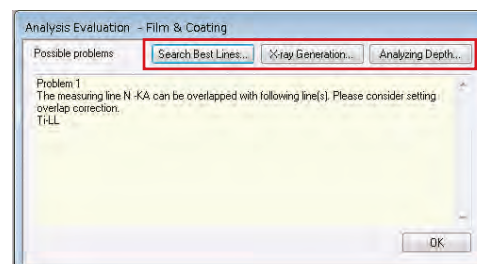 Analysis Evaluation - Film & Coating
Possible problems
Search Best Lines...
X-ray Generation...
Analyzing Depth...
Problem 1
The measuring line N -KA can be overlapped with following line(s). Please consider setting
overlap correction.
Ti-LL
OK